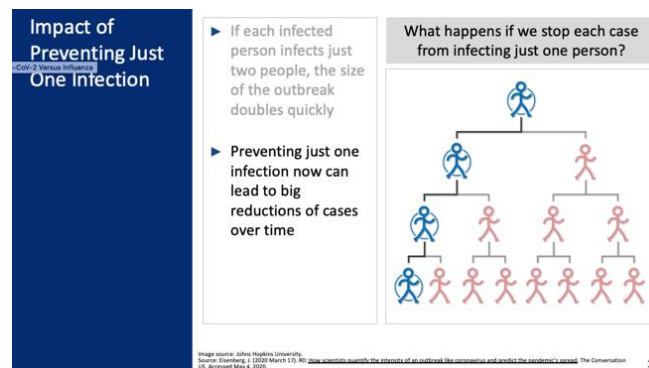 Impact of
Preventing Just
One Infection
-CoV-2 Versus Influenza
► If each infected
person infects just
two people, the size
of the outbreak
doubles quickly
► Preventing just one
infection now can
lead to big
reductions of cases
over time
What happens if we stop each case
from infecting just one person?
Image source: Johns Hopkins University.
Source: Eisenberg, J. (2020 March 17). R0: How scientists quantify the intensity of an outbreak like coronavirus and predict the pandemic's spread. The Conversation
US. Accessed May 4, 2020.